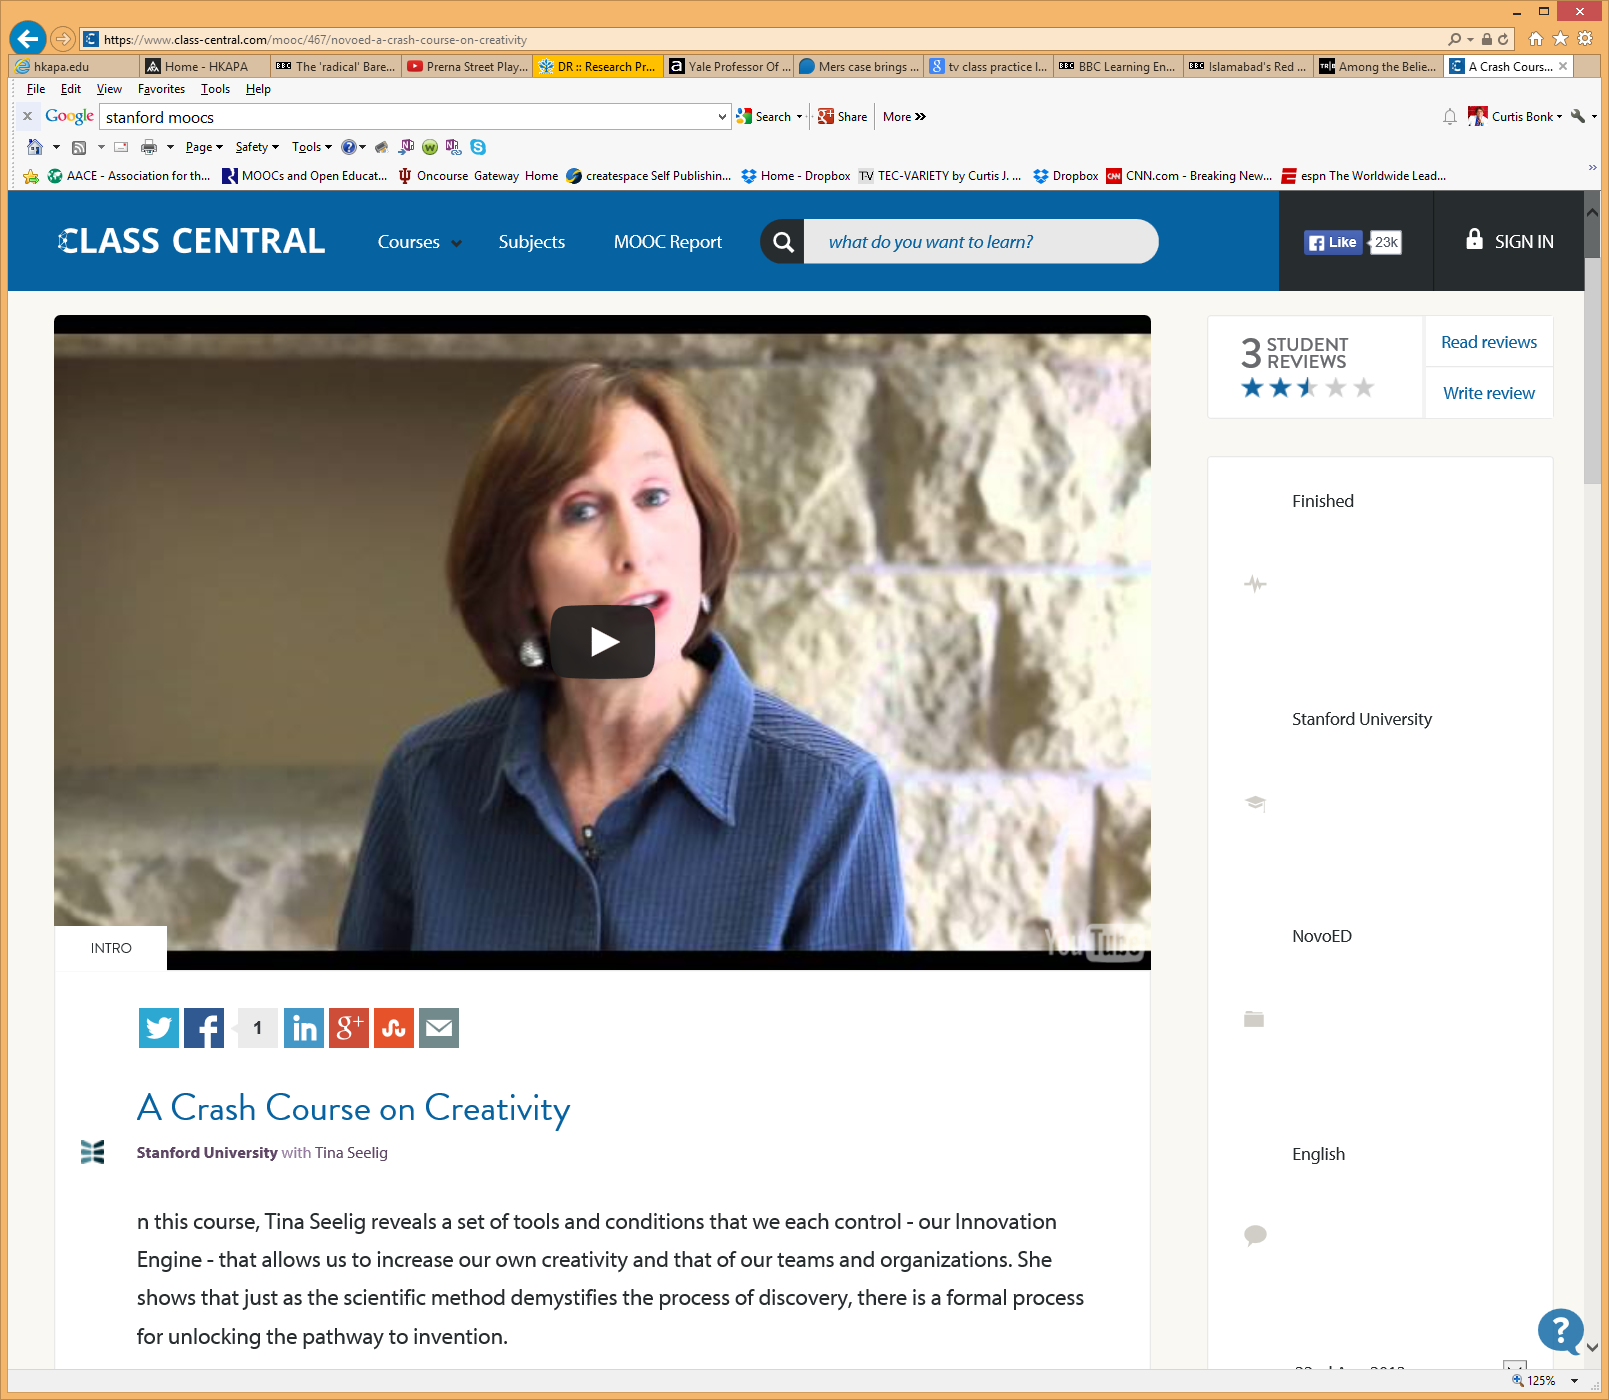 https://www.class-central.com/mooc/467/novoed-a-crash-course-on-creativity
hkapa.edu
Home - HKAPA
BBC The 'radical' Bare...
Prerna Street Play...
DR :: Research Pr...
Yale Professor Of ...
Mers case brings ...
tv class practice l...
BBC BBC Learning En...
BBC Islamabad's Red ...
Among the Belie...
A Crash Cours...
File Edit View Favorites Tools Help
x Google stanford moocs Search Share More »
Curtis Bonk
Page Safety Tools
AACE - Association for th...
MOOCs and Open Educat...
Oncourse Gateway Home
createspace Self Publishin...
Home - Dropbox
TV TEC-VARIETY by Curtis J. ...
Dropbox
CNN CNN.com - Breaking New...
espn The Worldwide Lead...
CLASS CENTRAL
Courses
Subjects
MOOC Report
what do you want to learn?
Like 23k
SIGN IN
3 STUDENT REVIEWS
Read reviews
Write review
Finished
Stanford University
NovoED
English
YouTube
INTRO
1
A Crash Course on Creativity
Stanford University with Tina Seelig
n this course, Tina Seelig reveals a set of tools and conditions that we each control - our Innovation
Engine - that allows us to increase our own creativity and that of our teams and organizations. She
shows that just as the scientific method demystifies the process of discovery, there is a formal process
for unlocking the pathway to invention.
?
125%